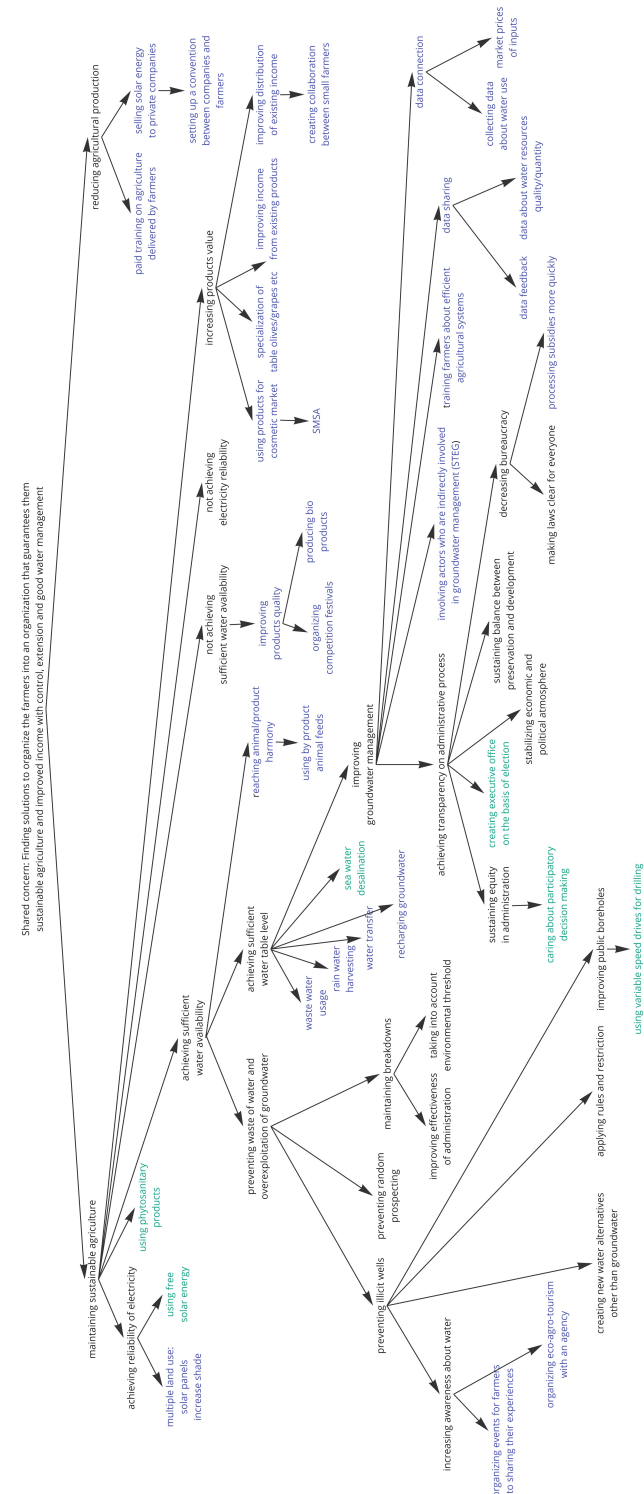 Shared concern: Finding solutions to organize the farmers into an organization that guarantees them
sustainable agriculture and improved income with control, extension and good water management
maintaining sustainable agriculture
reducing agricultural production
achieving reliability of electricity
using phytosanitary
products
multiple land use:
solar panels
increase shade
using free
solar energy
achieving sufficient
water availability
not achieving
sufficient water availability
not achieving
electricity reliability
increasing products value
paid training on agriculture
delivered by farmers
selling solar energy
to private companies
setting up a convention
between companies and
farmers
preventing waste of water and
overexploitation of groundwater
achieving sufficient
water table level
reaching animal/product
harmony
using by product
animal feeds
improving
products quality
organizing
competition festivals
producing bio
products
using products for
cosmetic market
SMSA
specialization of
table olives/grapes etc
improving income
from existing products
improving distribution
of existing income
creating collaboration
between small farmers
waste water
usage
rain water
harvesting
water transfer
recharging groundwater
sea water
desalination
improving
groundwater management
preventing illicit wells
preventing random
prospecting
maintaining breakdowns
improving effectiveness
of administration
taking into account
environmental threshold
achieving transparency on administrative process
involving actors who are indirectly involved
in groundwater management (STEG)
training farmers about efficient
agricultural systems
data sharing
data connection
data feedback
data about water resources
quality/quantity
collecting data
about water use
market prices
of inputs
sustaining equity
in administration
creating executive office
on the basis of election
stabilizing economic and
political atmosphere
sustaining balance between
preservation and development
decreasing bureaucracy
caring about participatory
decision making
making laws clear for everyone
processing subsidies more quickly
increasing awareness about water
organizing events for farmers
to sharing their experiences
organizing eco-agro-tourism
with an agency
creating new water alternatives
other than groundwater
applying rules and restriction
improving public boreholes
using variable speed drives for drilling